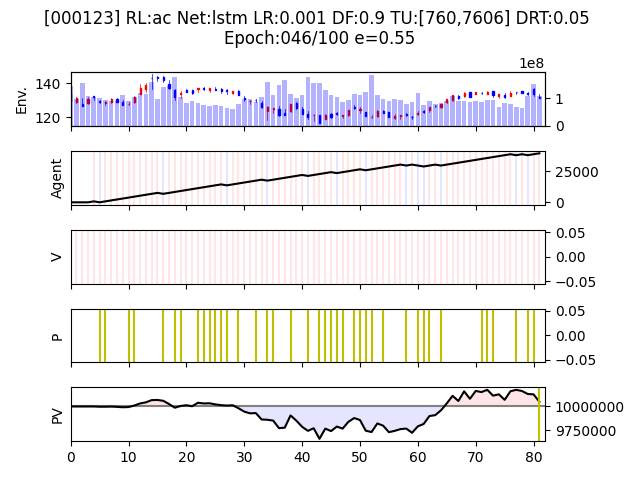 [000123] RL:ac Net:lstm LR:0.001 DF:0.9 TU:[760,7606] DRT:0.05
Epoch:046/100 e=0.55
1e8
Env.
140
120
1
0
Agent
25000
0
V
0.05
0.00
−0.05
P
0.05
0.00
−0.05
PV
10000000
9750000
0 10 20 30 40 50 60 70 80